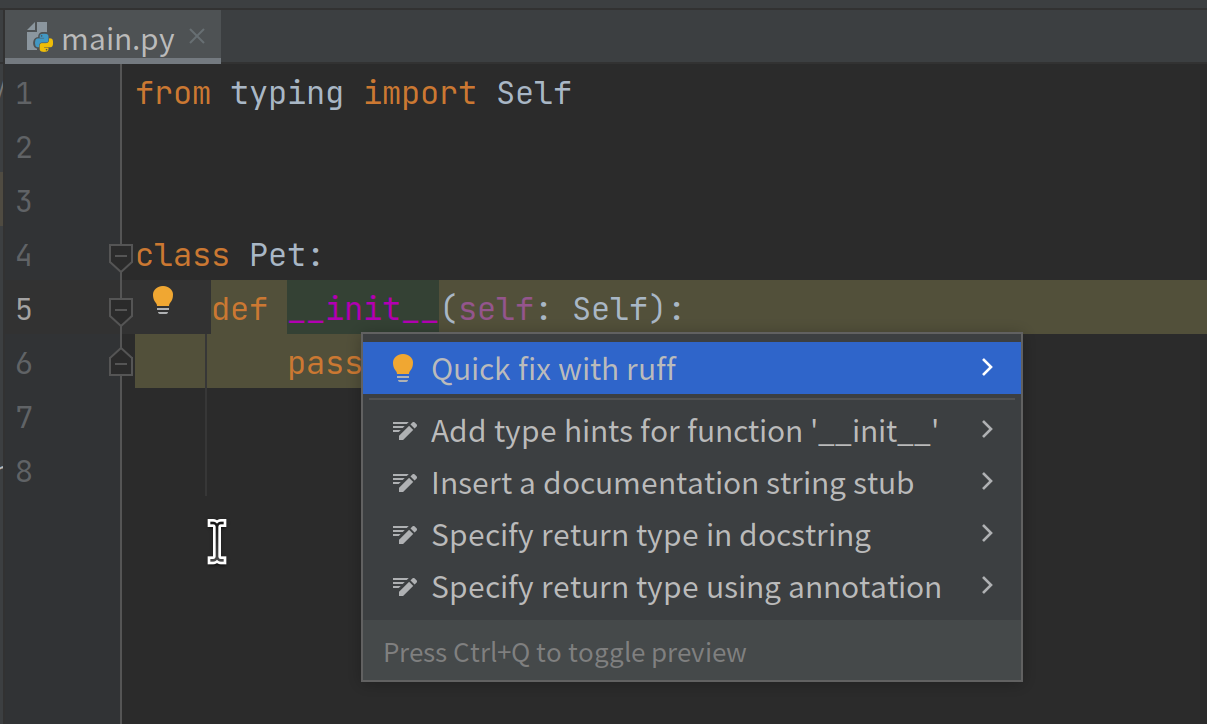 main.py
1 from typing import Self
2
3
4 class Pet:
5 def __init__(self: Self):
6 pass
7
8
Quick fix with ruff
Add type hints for function '__init__'
Insert a documentation string stub
Specify return type in docstring
Specify return type using annotation
Press Ctrl+Q to toggle preview